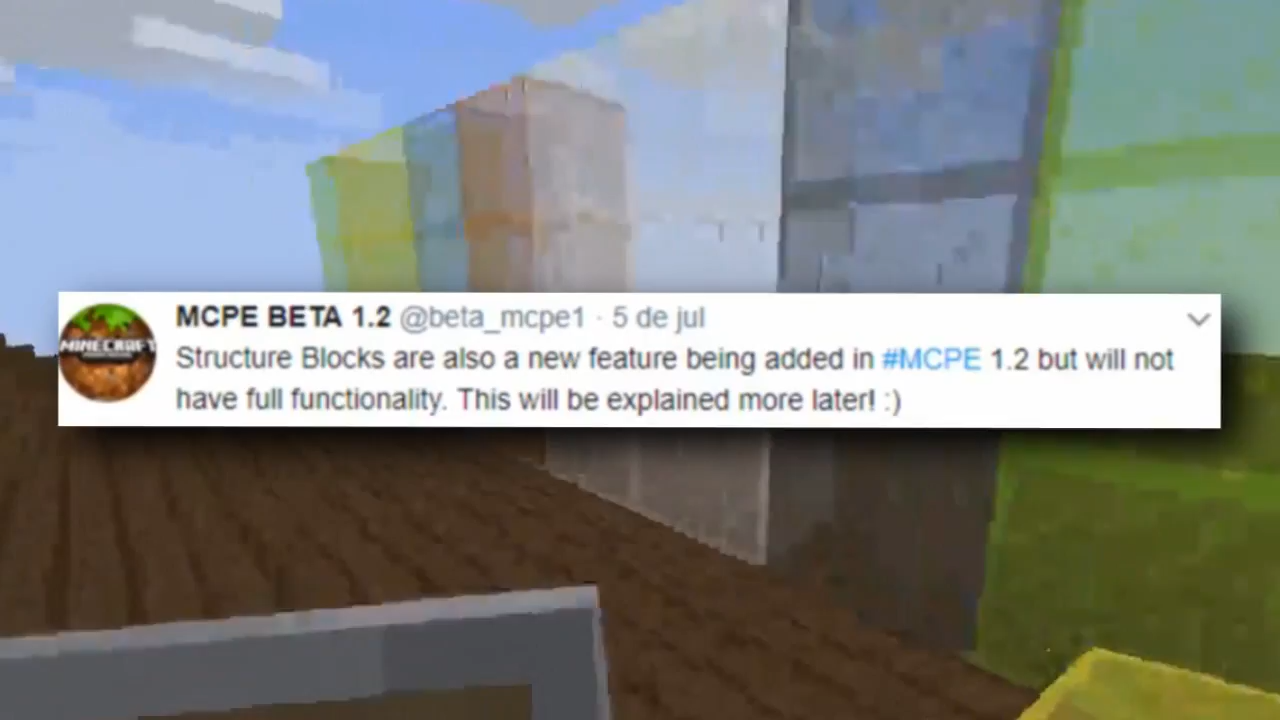 MINECRAFT
MCPE BETA 1.2 @beta_mcpe1 · 5 de jul
Structure Blocks are also a new feature being added in #MCPE 1.2 but will not
have full functionality. This will be explained more later! :)